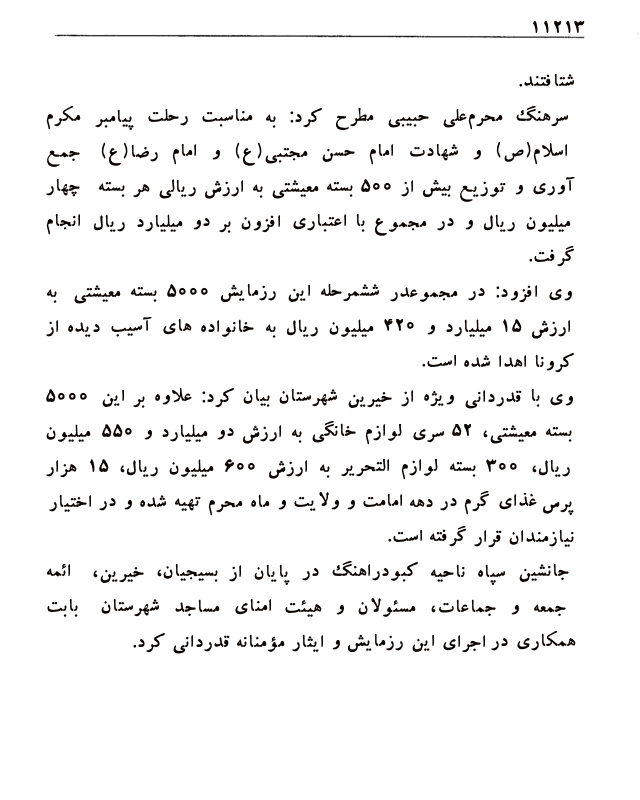 ۱۱۲۱۳
شتافتند.
سرهنگ محرم‌علی حبیبی مطرح کرد: به مناسبت رحلت پیامبر مکرم
اسلام(ص) و شهادت امام حسن مجتبی(ع) و امام رضا(ع) جمع
آوری و توزیع بیش از ۵۰۰ بسته معیشتی به ارزش ریالی هر بسته چهار
میلیون ریال و در مجموع با اعتباری افزون بر دو میلیارد ریال انجام
گرفت.
وی افزود: در مجموعدر ششمرحله این رزمایش ۵۰۰۰ بسته معیشتی به
ارزش ۱۵ میلیارد و ۴۲۰ میلیون ریال به خانواده های آسیب دیده از
کرونا اهدا شده است.
وی با قدردانی ویژه از خیرین شهرستان بیان کرد: علاوه بر این ۵۰۰۰
بسته معیشتی، ۵۲ سری لوازم خانگی به ارزش دو میلیارد و ۵۵۰ میلیون
ریال، ۳۰۰ بسته لوازم التحریر به ارزش ۶۰۰ میلیون ریال، ۱۵ هزار
پرس غذای گرم در دهه امامت و ولایت و ماه محرم تهیه شده و در اختیار
نیازمندان قرار گرفته است.
جانشین سپاه ناحیه کبودراهنگ در پایان از بسیجیان، خیرین، ائمه
جمعه و جماعات، مسئولان و هیئت امنای مساجد شهرستان بابت
همکاری در اجرای این رزمایش و ایثار مؤمنانه قدردانی کرد.